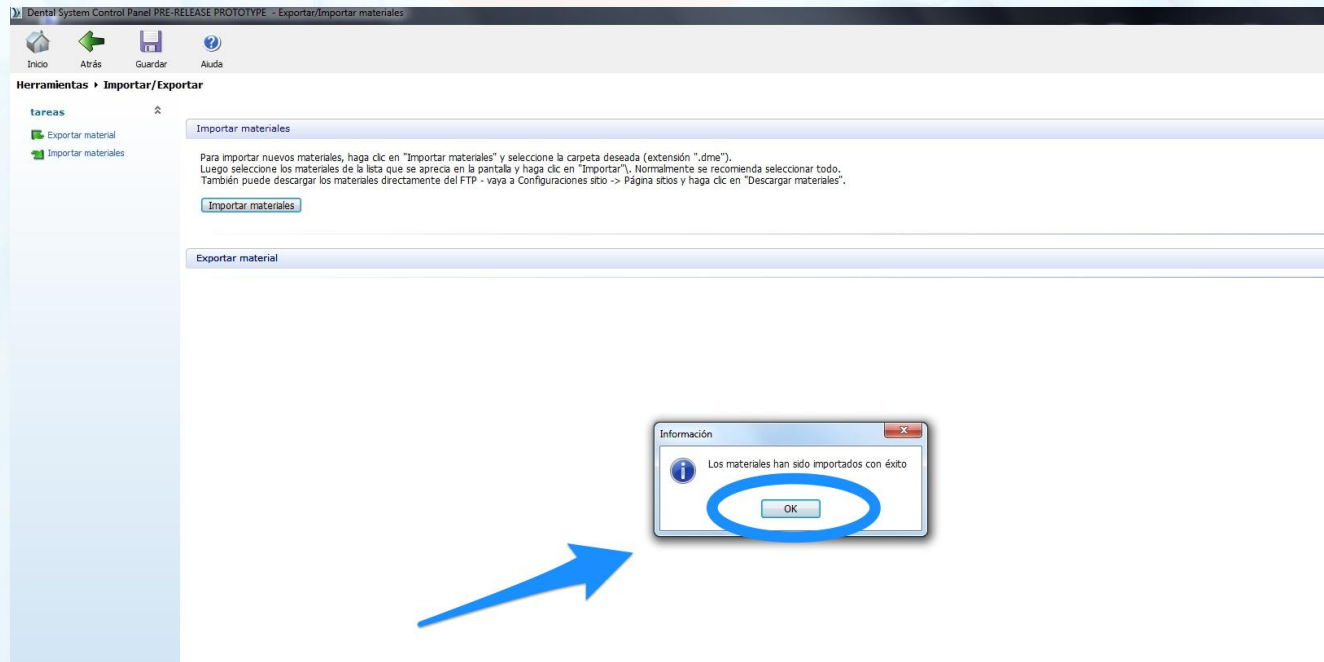 Dental System Control Panel PRE-RELEASE PROTOTYPE - Exportar/Importar materiales
Inicio Atrás Guardar Aiuda
Herramientas ▸ Importar/Exportar
tareas
Exportar material
Importar materiales
Importar materiales
Para importar nuevos materiales, haga clic en "Importar materiales" y seleccione la carpeta deseada (extensión ".dme").
Luego seleccione los materiales de la lista que se aprecia en la pantalla y haga clic en "Importar"\. Normalmente se recomienda seleccionar todo.
También puede descargar los materiales directamente del FTP - vaya a Configuraciones sitio -> Página sitios y haga clic en "Descargar materiales".
Importar materiales
Exportar material
Información
Los materiales han sido importados con éxito
OK